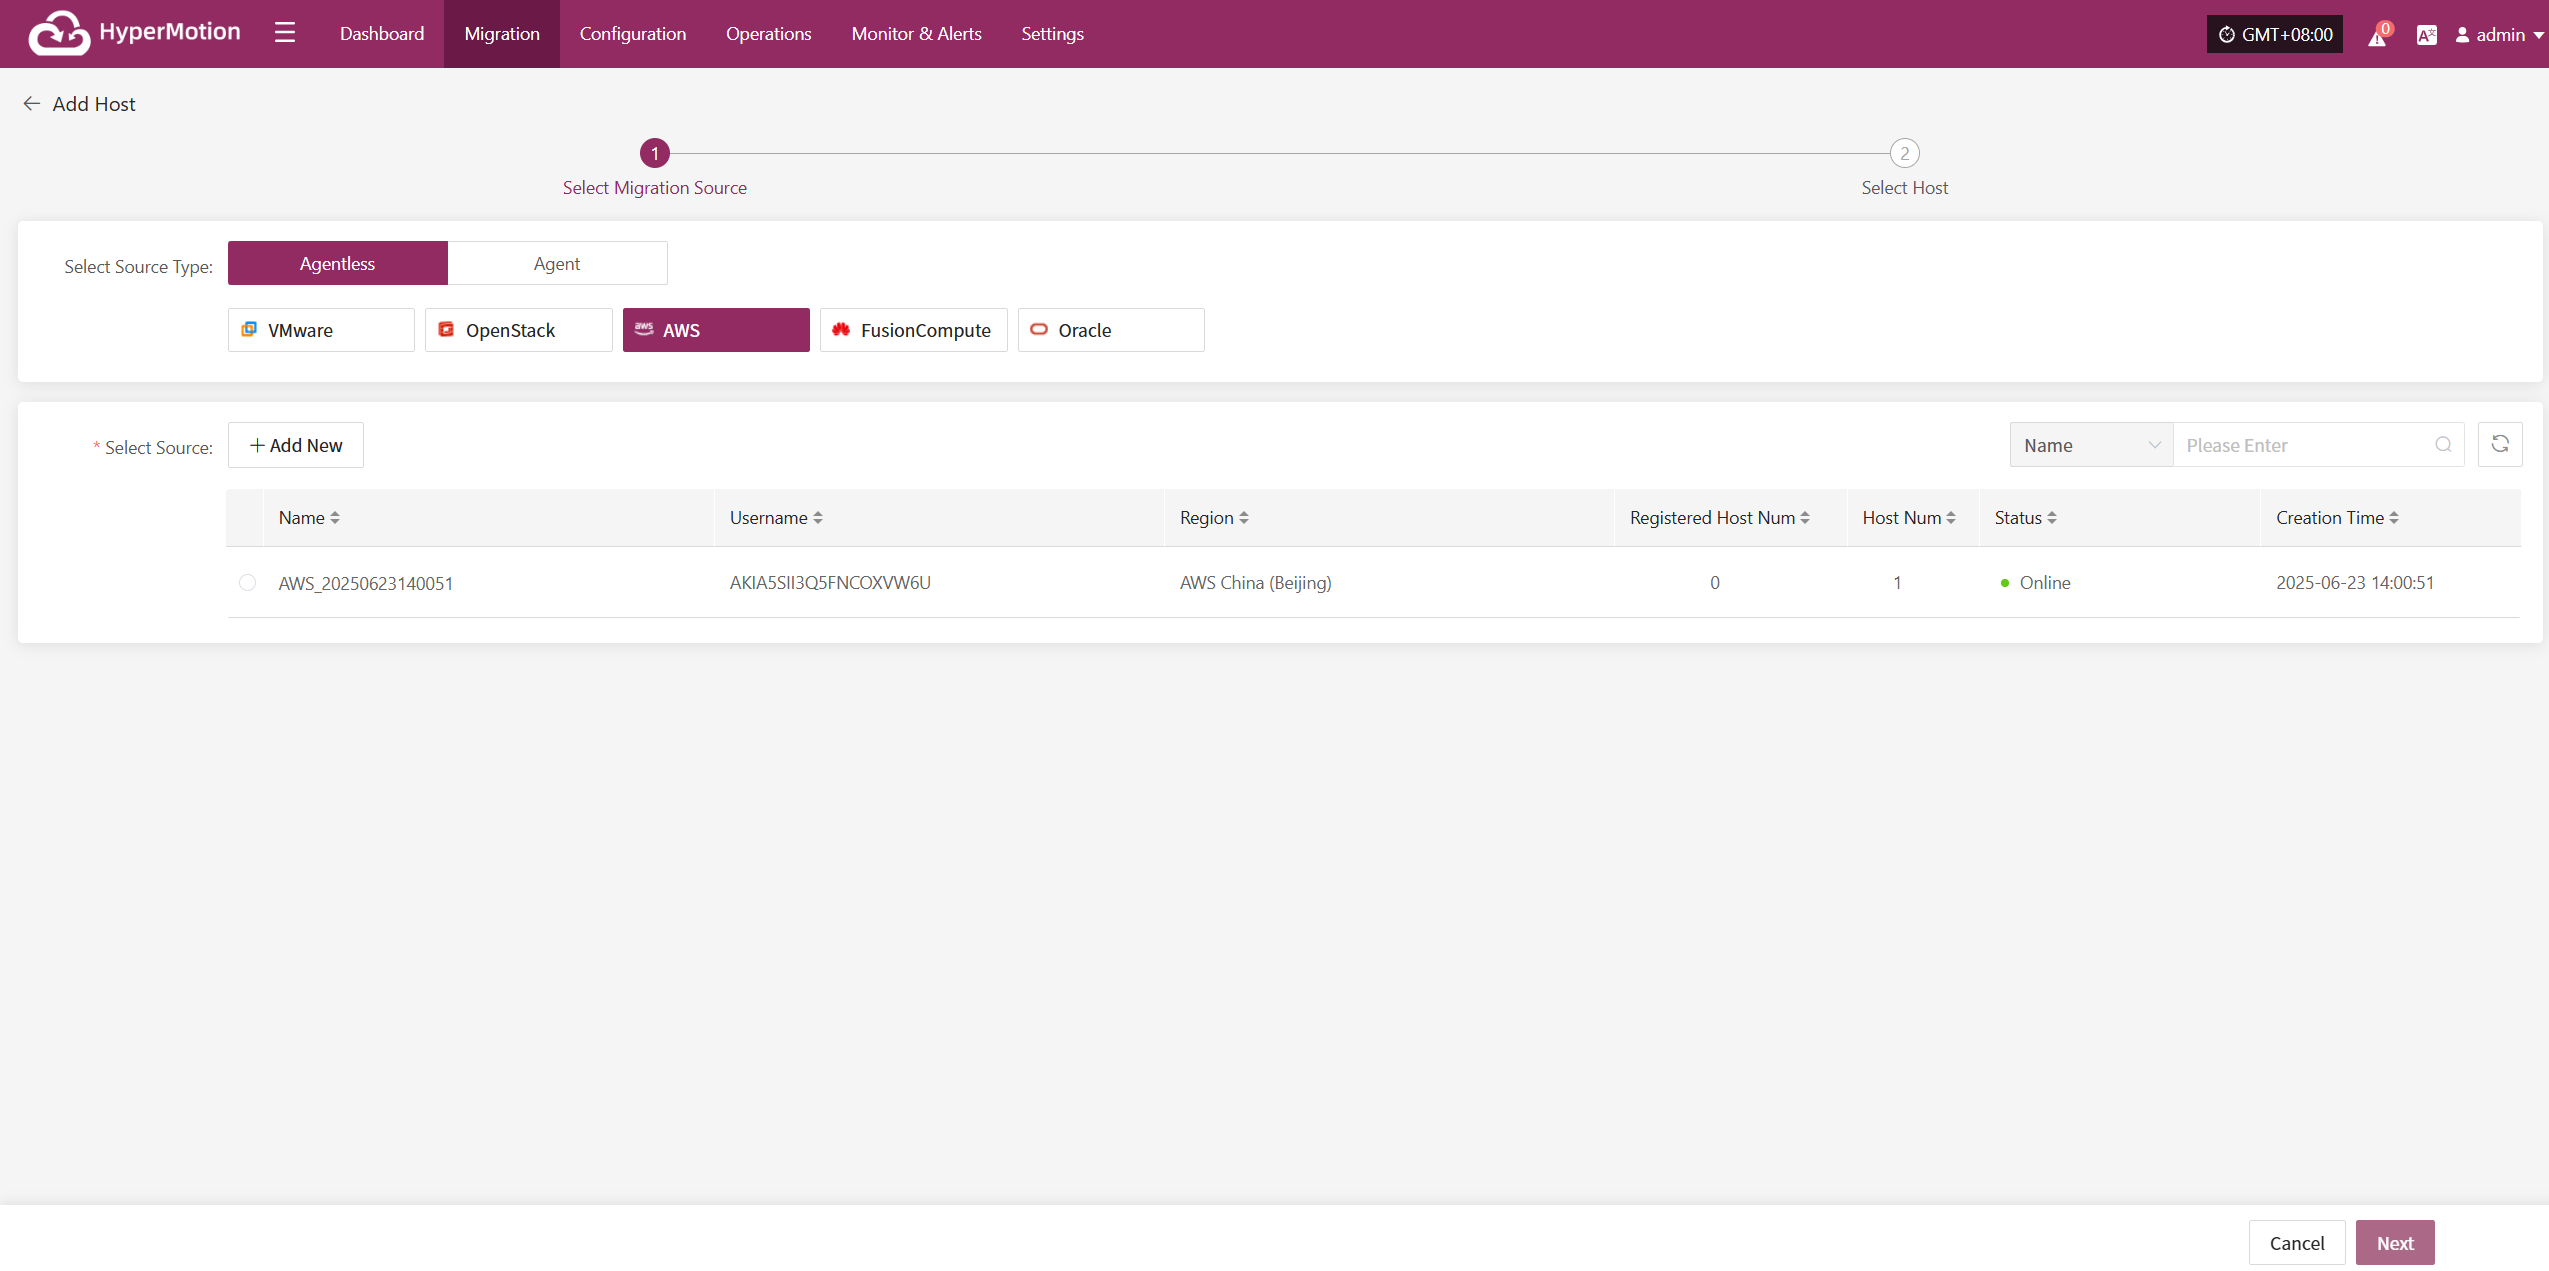 HyperMotion
Dashboard Migration Configuration Operations Monitor & Alerts Settings
GMT+08:00 0 admin
Add Host
1 2
Select Migration Source Select Host
Select Source Type: Agentless Agent
VMware OpenStack aws AWS FusionCompute Oracle
* Select Source: Add New Name Please Enter
Name Username Region Registered Host Num Host Num Status Creation Time
AWS_20250623140051 AKIA5SII3Q5FNCOXVW6U AWS China (Beijing) 0 1 Online 2025-06-23 14:00:51
Cancel Next